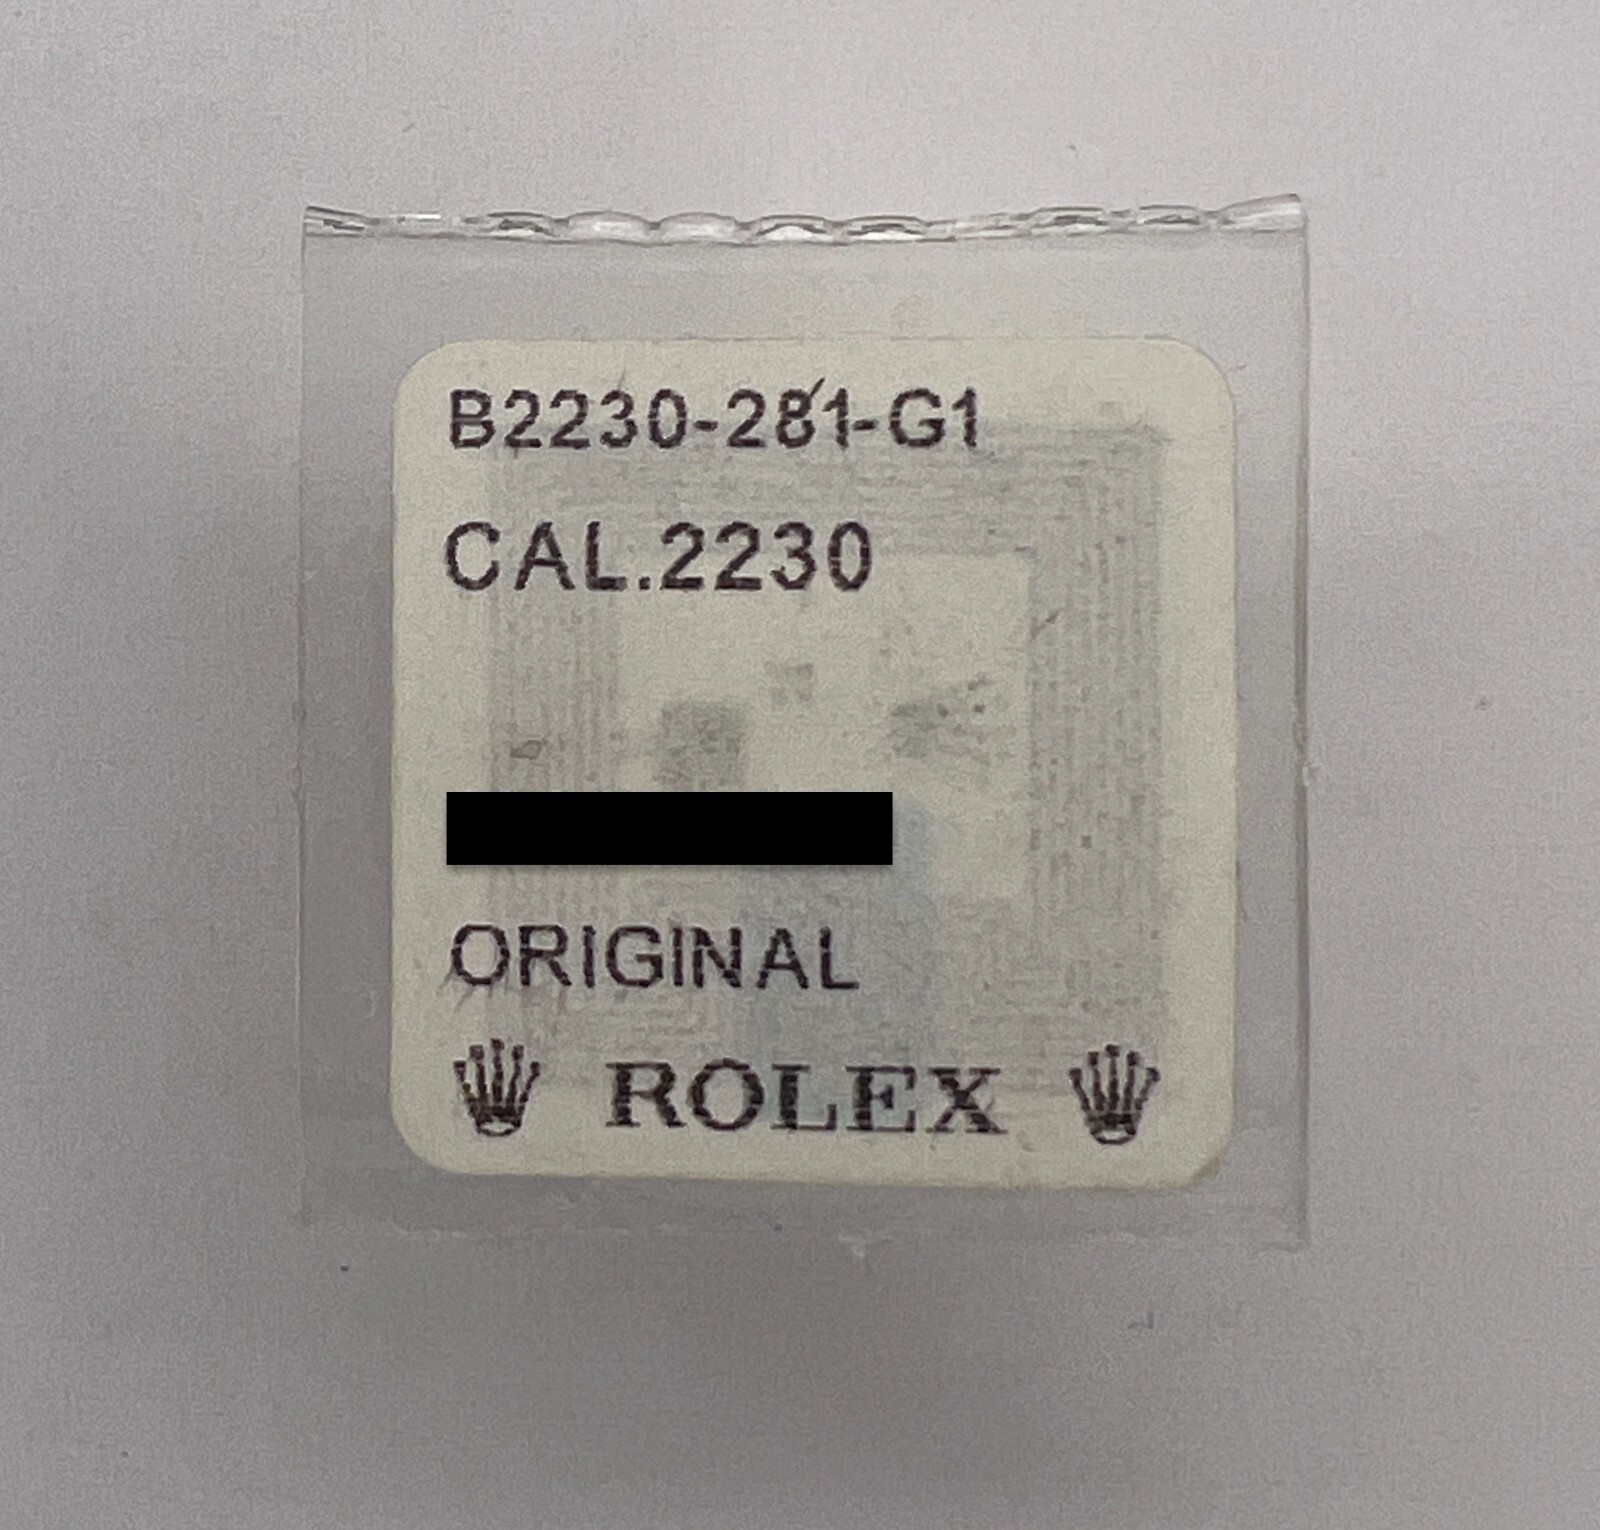 B2230-281-G1
CAL.2230
ORIGINAL
ROLEX